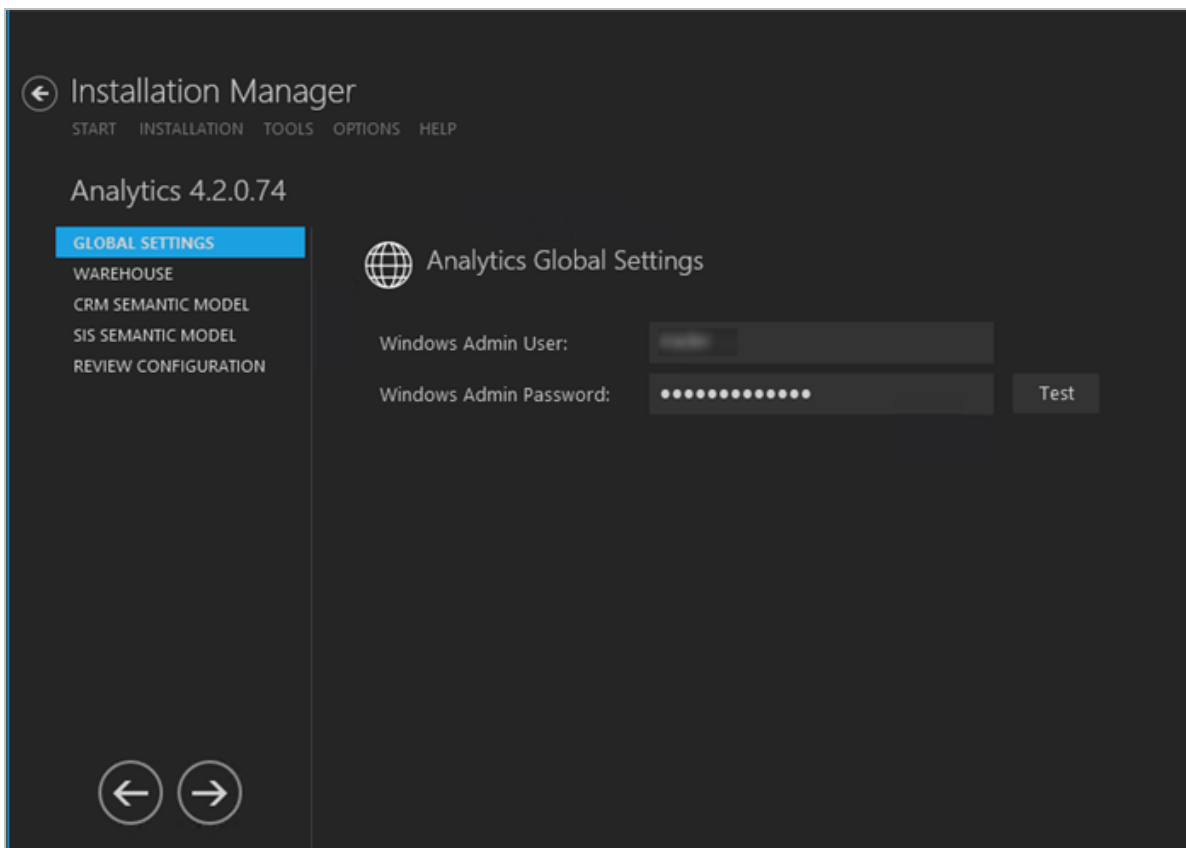 Installation Manager
START INSTALLATION TOOLS OPTIONS HELP
Analytics 4.2.0.74
GLOBAL SETTINGS
WAREHOUSE
CRM SEMANTIC MODEL
SIS SEMANTIC MODEL
REVIEW CONFIGURATION
Analytics Global Settings
Windows Admin User:
Windows Admin Password: ••••••••••••• Test